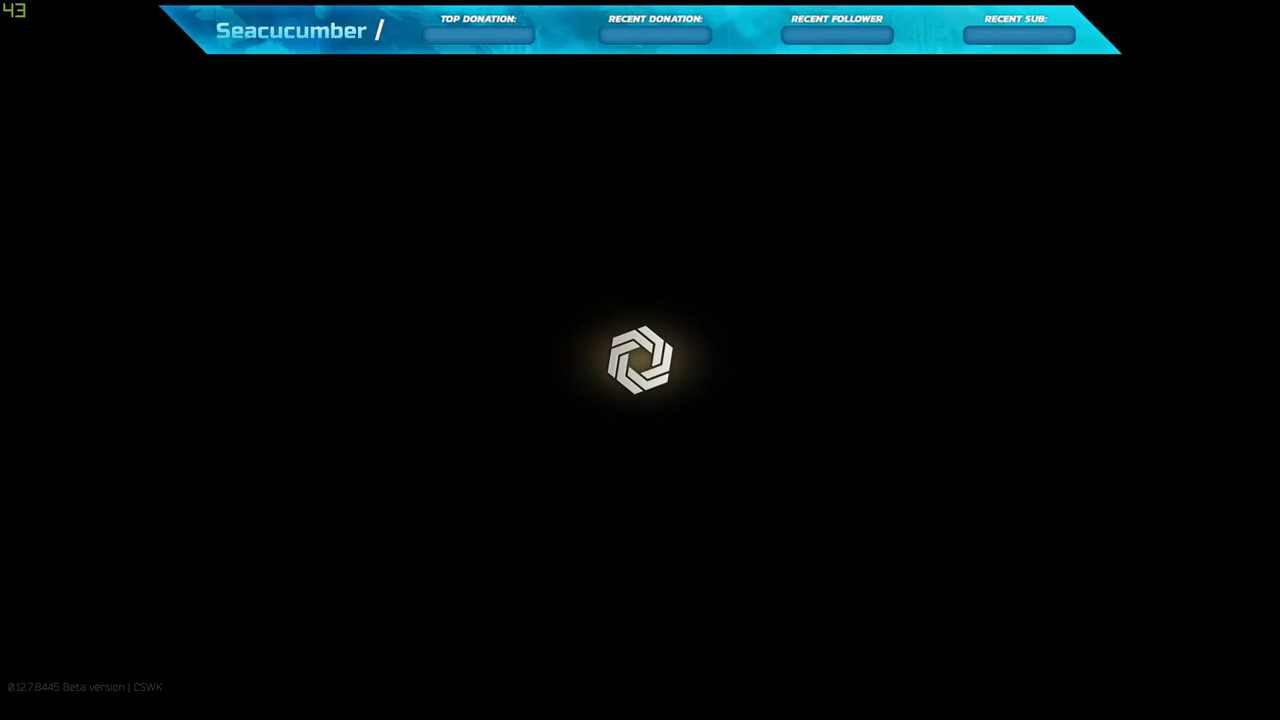 43
Seacucumber /
TOP DONATION:
RECENT DONATION:
RECENT FOLLOWER
RECENT SUB:
0.12.7.8445 Beta version | CSWK